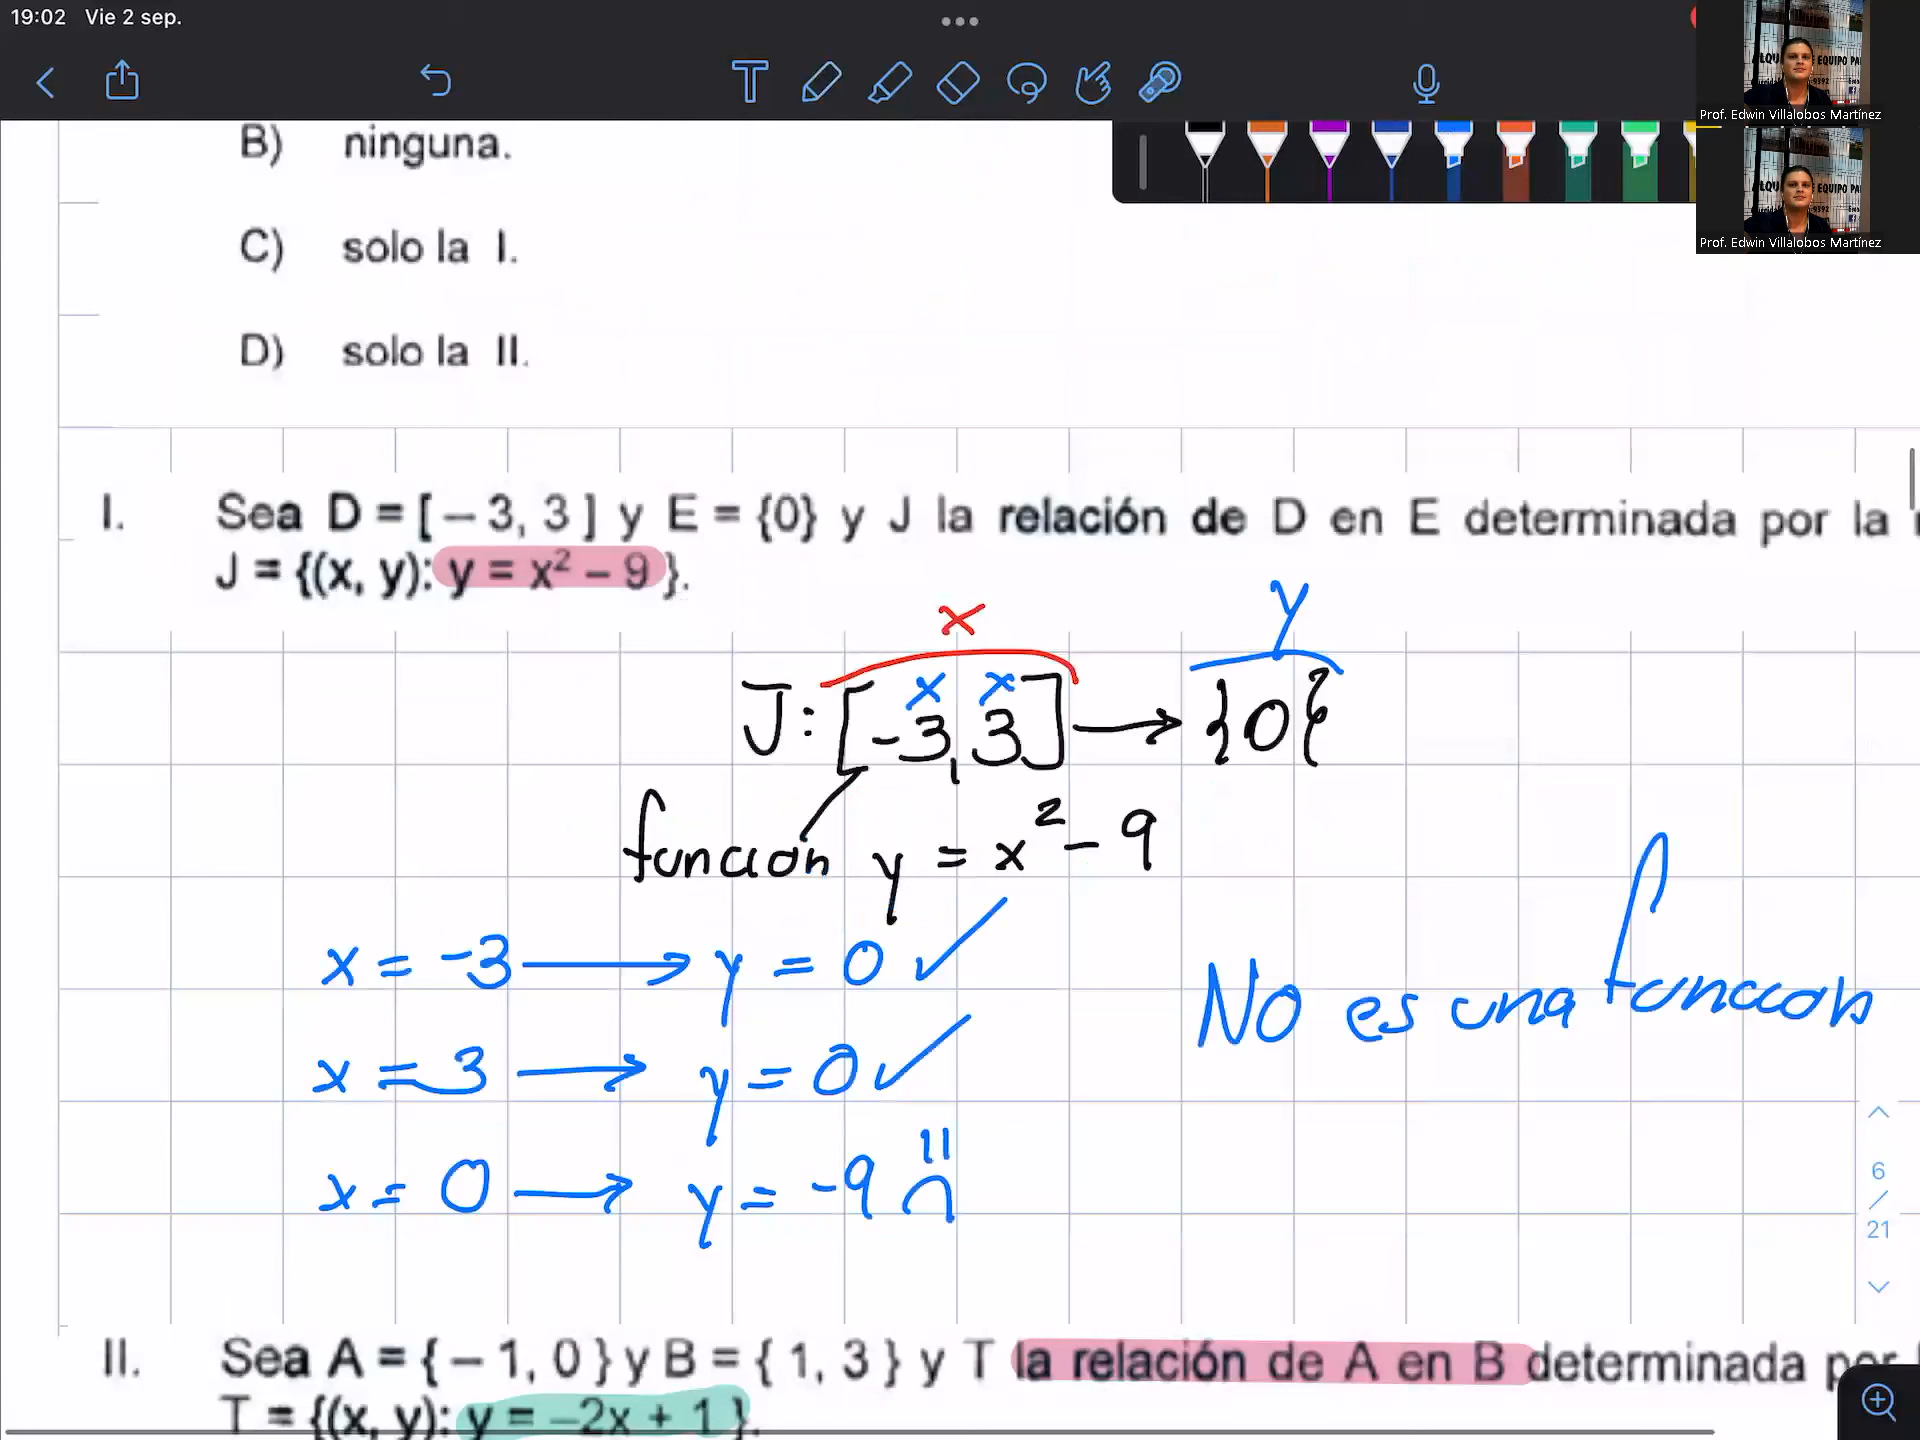 19:02 Vie 2 sep.
Prof. Edwin Villalobos Martínez
Prof. Edwin Villalobos Martínez
B) ninguna.
C) solo la I.
D) solo la II.
I. Sea D = [ – 3, 3 ] y E = {0} y J la relación de D en E determinada por la
J = {(x, y): y = x² – 9 }.
x y
x x
J: [-3, 3] → {0}
función y = x² - 9
x = -3 → y = 0 ✓
No es una función
x = 3 → y = 0 ✓
x = 0 → y = -9
6
/
21
II. Sea A = { – 1, 0 } y B = { 1, 3 } y T la relación de A en B determinada por
T = {(x, y): y = –2x + 1 }.